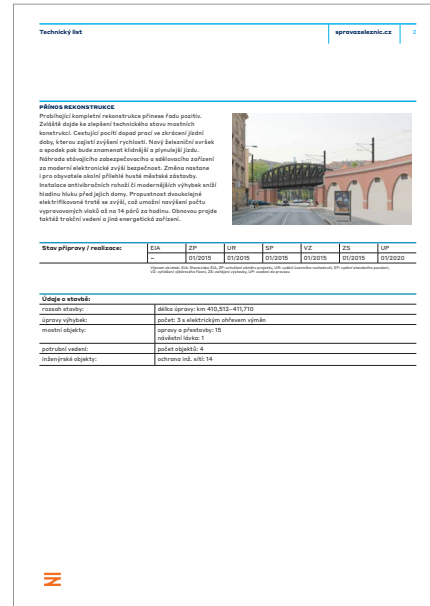 Technický list
spravazeleznic.cz
2
PŘÍNOS REKONSTRUKCE
Probíhající kompletní rekonstrukce přinese řadu pozitiv.
Zvláště dojde ke zlepšení technického stavu mostních
konstrukcí. Cestující pocítí dopad prací ve zkrácení jízdní
doby, kterou zajistí zvýšení rychlosti. Nový železniční svršek
a spodek pak bude znamenat klidnější a plynulejší jízdu.
Náhrada stávajícího zabezpečovacího a sdělovacího zařízení
za moderní elektronické zvýší bezpečnost. Změna nastane
i pro obyvatele okolní přilehlé husté městské zástavby.
Instalace antivibračních rohoží či modernějších výhybek sníží
hladinu hluku před jejich domy. Propustnost dvoukolejné
elektrifikované tratě se zvýší, což umožní navýšení počtu
vypravovaných vlaků až na 14 párů za hodinu. Obnovou projde
taktéž trakční vedení a jiná energetická zařízení.
Stav přípravy / realizace: EIA ZP UR SP VZ ZS UP
– 01/2015 01/2015 01/2015 01/2015 01/2015 01/2020
Údaje o stavbě:
rozsah stavby: délka úpravy: km 410,512–411,710
úpravy výhybek: počet: 3 s elektrickým ohřevem výměn
mostní objekty: opravy a přestavby: 15
návěstní lávka: 1
potrubní vedení: počet objektů: 4
inženýrské objekty: ochrana inž. sítí: 14